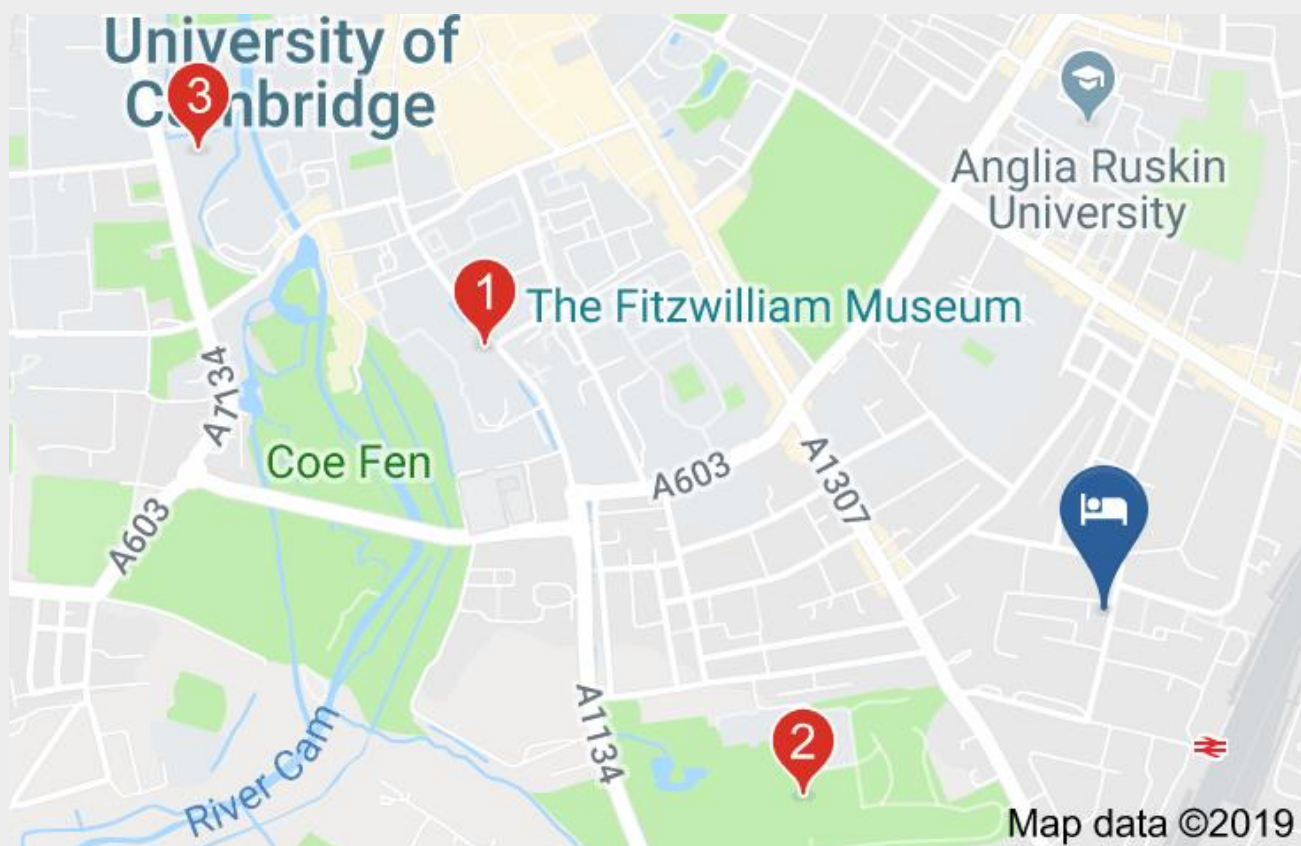 University of
Cambridge
3
Anglia Ruskin
University
1
The Fitzwilliam Museum
A7134
Coe Fen
A603
A1307
A603
A1134
2
River Cam
Map data ©2019